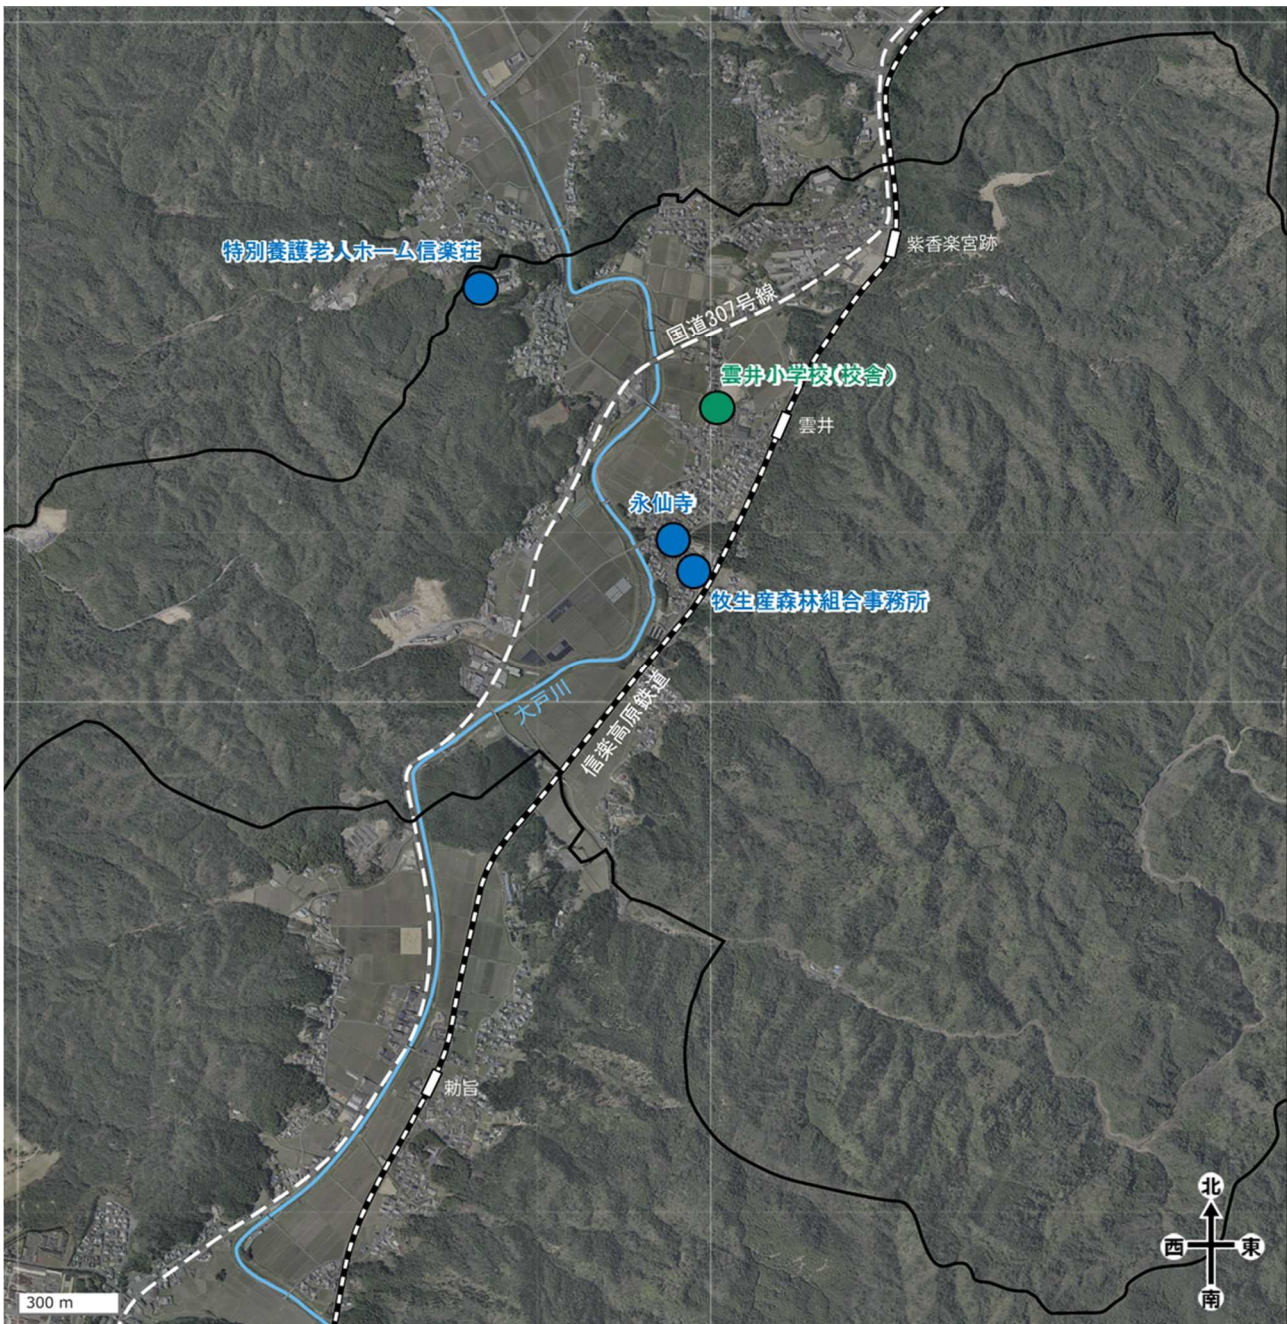 特別養護老人ホーム信楽荘
紫香楽宮跡
国道307号線
雲井小学校(校舎)
雲井
永仙寺
牧生産森林組合事務所
大戸川
信楽高原鉄道
勅旨
北
西
東
南
300 m